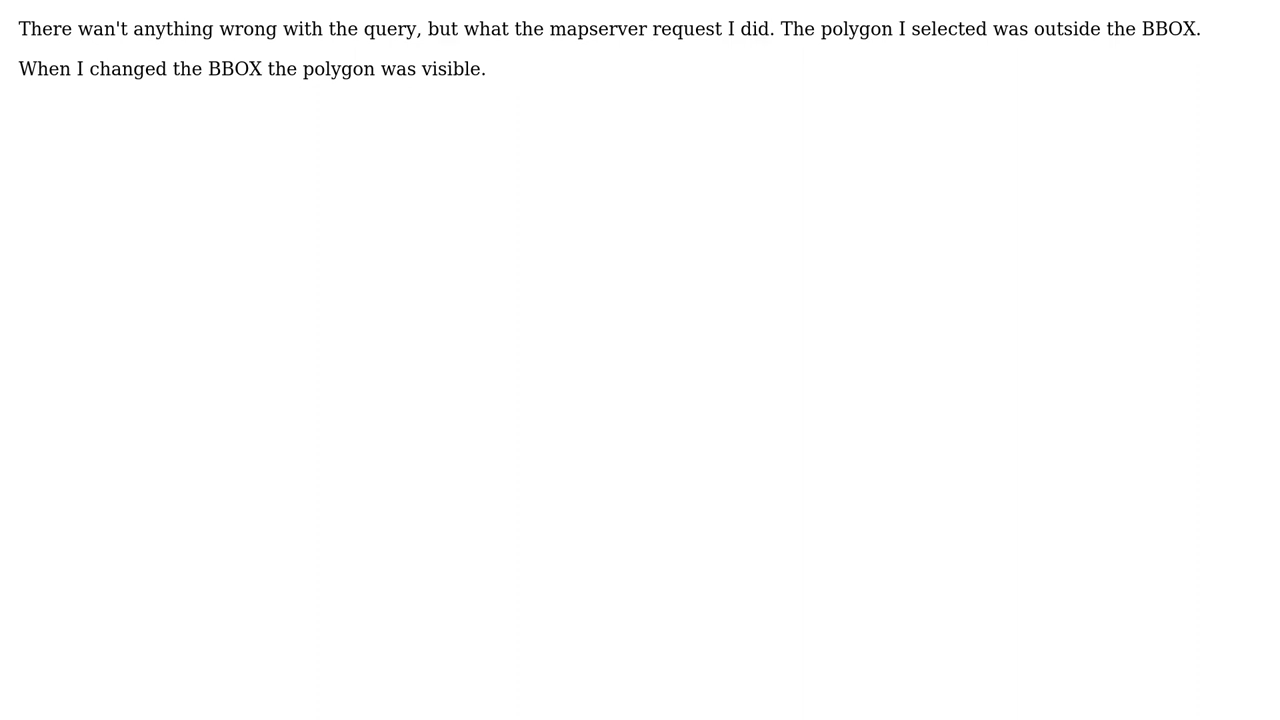 There wan't anything wrong with the query, but what the mapserver request I did. The polygon I selected was outside the BBOX.
When I changed the BBOX the polygon was visible.